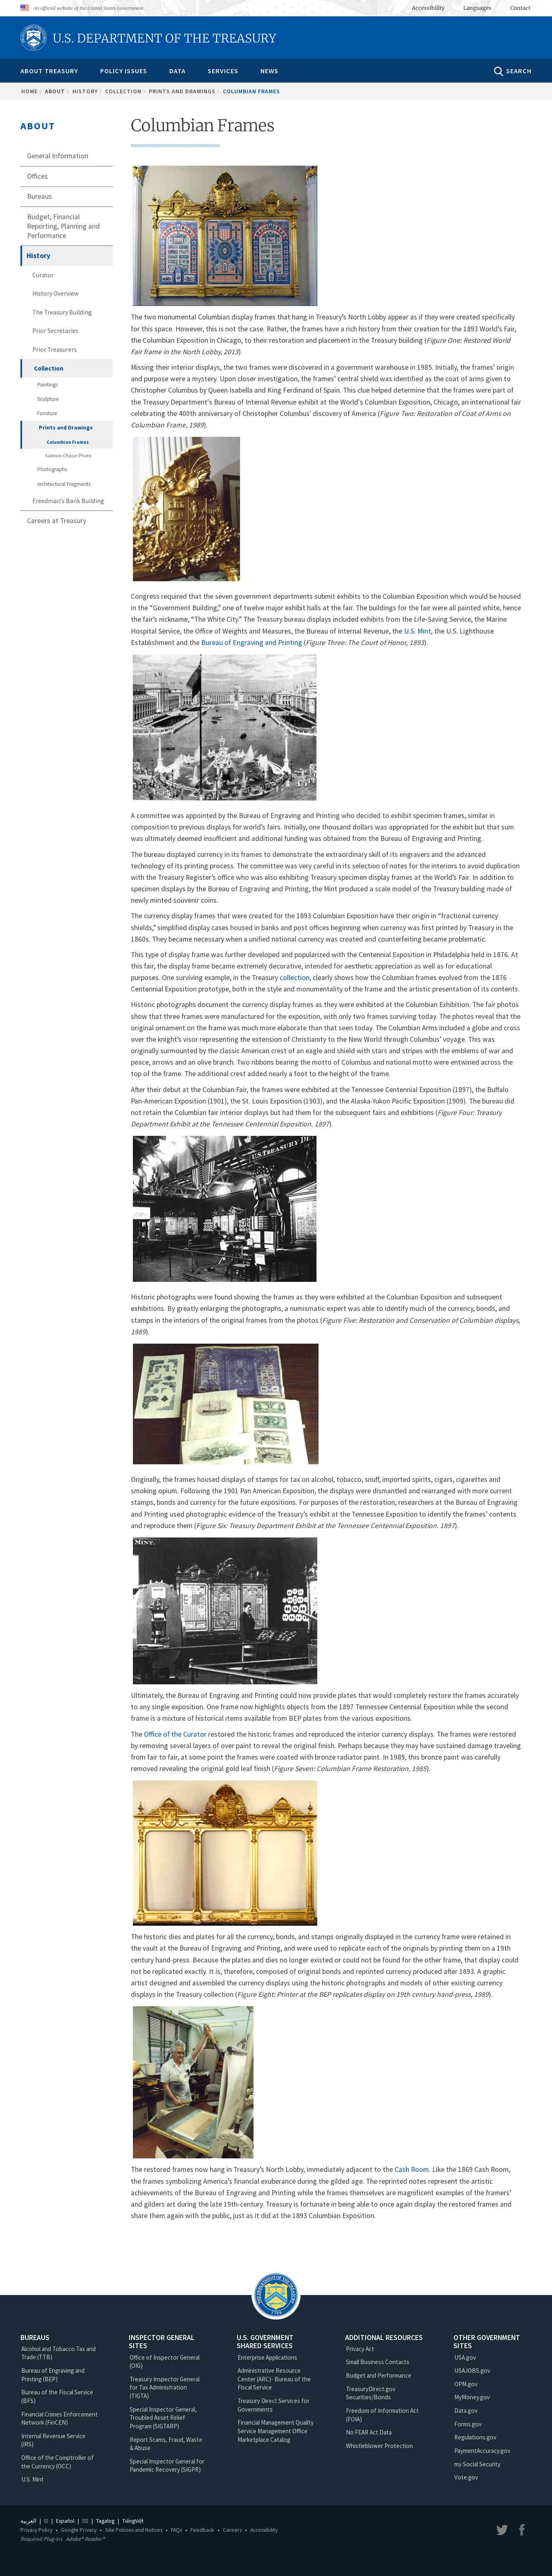 An official website of the United States Government
Accessibility Languages Contact
U.S. DEPARTMENT OF THE TREASURY
ABOUT TREASURY POLICY ISSUES DATA SERVICES NEWS SEARCH
HOME › ABOUT › HISTORY › COLLECTION › PRINTS AND DRAWINGS › COLUMBIAN FRAMES
ABOUT
General Information
Offices
Bureaus
Budget, Financial
Reporting, Planning and
Performance
History
Curator
History Overview
The Treasury Building
Prior Secretaries
Prior Treasurers
Collection
Paintings
Sculpture
Furniture
Prints and Drawings
Columbian Frames
Salmon-Chase-Photo
Photographs
Architectural Fragments
Freedman's Bank Building
Careers at Treasury
Columbian Frames
The two monumental Columbian display frames that hang in Treasury's North Lobby appear as if they were created specifically
for this space. However, this is not the case. Rather, the frames have a rich history from their creation for the 1893 World's Fair,
the Columbian Exposition in Chicago, to their restoration and placement in the Treasury building (Figure One: Restored World
Fair frame in the North Lobby, 2013).
Missing their interior displays, the two frames were discovered in a government warehouse in 1985. Initially, the frames' origin
and purpose were a mystery. Upon closer investigation, the frames' central shield was identified as the coat of arms given to
Christopher Columbus by Queen Isabella and King Ferdinand of Spain. This clue helped determine that the frames were part of
the Treasury Department's Bureau of Internal Revenue exhibit at the World's Columbian Exposition, Chicago, an international fair
celebrating the 400th anniversary of Christopher Columbus' discovery of America (Figure Two: Restoration of Coat of Arms on
Columbian Frame, 1989).
Congress required that the seven government departments submit exhibits to the Columbian Exposition which would be housed
in the “Government Building,” one of twelve major exhibit halls at the fair. The buildings for the fair were all painted white, hence
the fair's nickname, “The White City.” The Treasury bureau displays included exhibits from the Life-Saving Service, the Marine
Hospital Service, the Office of Weights and Measures, the Bureau of Internal Revenue, the U.S. Mint, the U.S. Lighthouse
Establishment and the Bureau of Engraving and Printing (Figure Three: The Court of Honor, 1893).
A committee was appointed by the Bureau of Engraving and Printing who decided to exhibit specimen frames, similar in
composition to previous displays for world's fairs. Initially, one thousand dollars was appropriated for the exhibit but that sum
was ultimately deemed insufficient and additional funding was obtained from the Bureau of Engraving and Printing.
The bureau displayed currency in its frames to demonstrate the extraordinary skill of its engravers and the advanced
technology of its printing process. The committee was very careful in its selection of notes for the interiors to avoid duplication
with the Treasury Register's office who was also exhibiting Treasury specimen display frames at the World's Fair. In addition to
specimen displays by the Bureau of Engraving and Printing, the Mint produced a scale model of the Treasury building made of
newly minted souvenir coins.
The currency display frames that were created for the 1893 Columbian Exposition have their origin in “fractional currency
shields,” simplified display cases housed in banks and post offices beginning when currency was first printed by Treasury in the
1860s. They became necessary when a unified national currency was created and counterfeiting became problematic.
This type of display frame was further developed and popularized with the Centennial Exposition in Philadelphia held in 1876. At
this fair, the display frame became extremely decorative, intended for aesthetic appreciation as well as for educational
purposes. One surviving example, in the Treasury collection, clearly shows how the Columbian frames evolved from the 1876
Centennial Exposition prototype, both in the style and monumentality of the frame and the artistic presentation of its contents.
Historic photographs document the currency display frames as they were exhibited at the Columbian Exhibition. The fair photos
show that three frames were manufactured for the exposition, with only two frames surviving today. The photos reveal that the
original ornament on the frame was much more elaborate than that seen today. The Columbian Arms included a globe and cross
over the knight's visor representing the extension of Christianity to the New World through Columbus' voyage. This was
originally surmounted by the classic American crest of an eagle and shield with stars and stripes with the emblems of war and
peace, arrows and an olive branch. Two ribbons bearing the motto of Columbus and national motto were entwined across the
top of the frame. The additional crest added nearly a foot to the height of the frame.
After their debut at the Columbian Fair, the frames were exhibited at the Tennessee Centennial Exposition (1897), the Buffalo
Pan-American Exposition (1901), the St. Louis Exposition (1903), and the Alaska-Yukon Pacific Exposition (1909). The bureau did
not retain the Columbian fair interior displays but had them for the subsequent fairs and exhibitions (Figure Four: Treasury
Department Exhibit at the Tennessee Centennial Exposition. 1897).
Historic photographs were found showing the frames as they were exhibited at the Columbian Exposition and subsequent
exhibitions. By greatly enlarging the photographs, a numismatic expert was able to identify much of the currency, bonds, and
stamps in the interiors of the original frames from the photos (Figure Five: Restoration and Conservation of Columbian displays,
1989).
Originally, the frames housed displays of stamps for tax on alcohol, tobacco, snuff, imported spirits, cigars, cigarettes and
smoking opium. Following the 1901 Pan American Exposition, the displays were dismantled and rearranged with more current
stamps, bonds and currency for the future expositions. For purposes of the restoration, researchers at the Bureau of Engraving
and Printing used photographic evidence of the Treasury's exhibit at the Tennessee Exposition to identify the frames' contents
and reproduce them (Figure Six: Treasury Department Exhibit at the Tennessee Centennial Exposition. 1897).
MINT.
Ultimately, the Bureau of Engraving and Printing could now provide plates that would completely restore the frames accurately
to any single exposition. One frame now highlights objects from the 1897 Tennessee Centennial Exposition while the second
frame is a mixture of historical items available from BEP plates from the various expositions.
The Office of the Curator restored the historic frames and reproduced the interior currency displays. The frames were restored
by removing several layers of over paint to reveal the original finish. Perhaps because they may have sustained damage in travel
from fair to fair, at some point the frames were coated with bronze radiator paint. In 1989, this bronze paint was carefully
removed revealing the original gold leaf finish (Figure Seven: Columbian Frame Restoration, 1985).
The historic dies and plates for all the currency, bonds, and stamps originally displayed in the currency frame were retained in
the vault at the Bureau of Engraving and Printing, and were used to replicate each of the originals by printing them on a 19th
century hand-press. Because the plates and dies no longer existed or could not be found for the other frame, that display could
not be replicated exactly. It is, therefore, composed of original bonds and reprinted currency produced after 1893. A graphic
artist designed and assembled the currency displays using the historic photographs and models of other existing currency
displays in the Treasury collection (Figure Eight: Printer at the BEP replicates display on 19th century hand-press, 1989).
The restored frames now hang in Treasury's North Lobby, immediately adjacent to the Cash Room. Like the 1869 Cash Room,
the frames symbolizing America's financial exuberance during the gilded age. The reprinted notes represent the artistic
achievements of the Bureau of Engraving and Printing while the frames themselves are magnificent examples of the framers'
and gilders art during the late 19th-century. Treasury is fortunate in being able to once again display the restored frames and
share them again with the public, just as it did at the 1893 Columbian Exposition.
BUREAUS
Alcohol and Tobacco Tax and
Trade (TTB)
Bureau of Engraving and
Printing (BEP)
Bureau of the Fiscal Service
(BFS)
Financial Crimes Enforcement
Network (FinCEN)
Internal Revenue Service
(IRS)
Office of the Comptroller of
the Currency (OCC)
U.S. Mint
INSPECTOR GENERAL
SITES
Office of Inspector General
(OIG)
Treasury Inspector General
for Tax Administration
(TIGTA)
Special Inspector General,
Troubled Asset Relief
Program (SIGTARP)
Report Scams, Fraud, Waste
& Abuse
Special Inspector General for
Pandemic Recovery (SIGPR)
U.S. GOVERNMENT
SHARED SERVICES
Enterprise Applications
Administrative Resource
Center (ARC)- Bureau of the
Fiscal Service
Treasury Direct Services for
Governments
Financial Management Quality
Service Management Office
Marketplace Catalog
ADDITIONAL RESOURCES
Privacy Act
Small Business Contacts
Budget and Performance
TreasuryDirect.gov
Securities/Bonds
Freedom of Information Act
(FOIA)
No FEAR Act Data
Whistleblower Protection
OTHER GOVERNMENT
SITES
USA.gov
USAJOBS.gov
OPM.gov
MyMoney.gov
Data.gov
Forms.gov
Regulations.gov
PaymentAccuracy.gov
my Social Security
Vote.gov
العربية | | Español | | Tagalog | TiếngViệt
Privacy Policy • Google Privacy • Site Policies and Notices • FAQs • Feedback • Careers • Accessibility
Required Plug-ins Adobe® Reader®